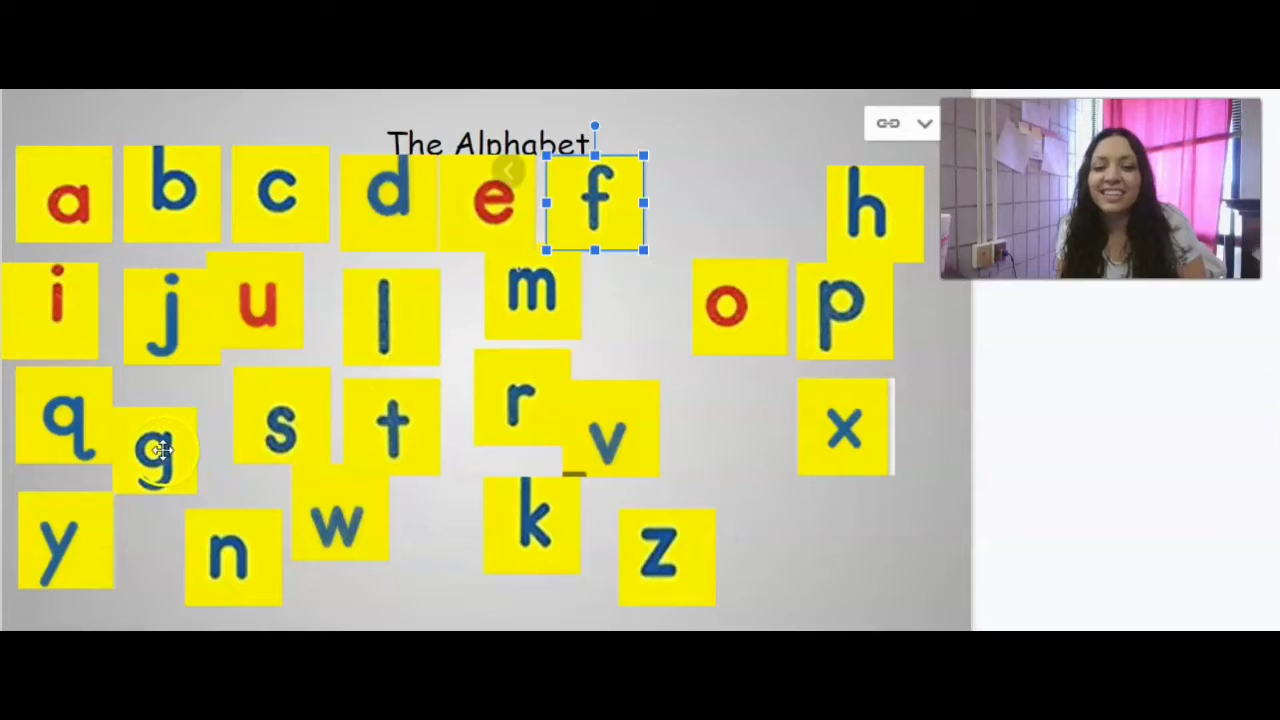 The Alphabet
a b c d e f h
i j u l m o p
q g s t r v x
y n w k z